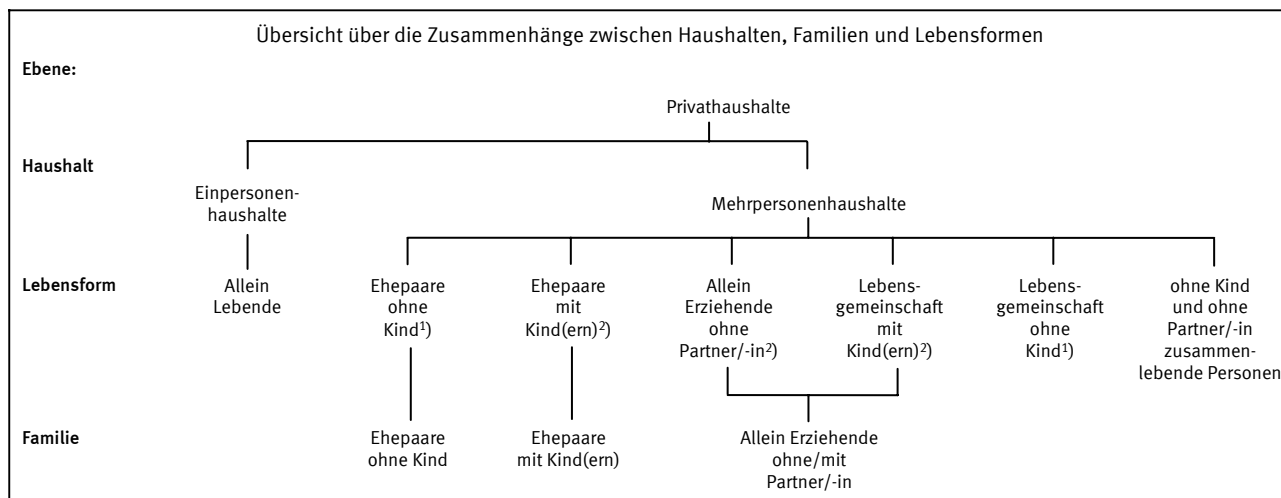 Übersicht über die Zusammenhänge zwischen Haushalten, Familien und Lebensformen
Ebene:
Privathaushalte
Haushalt
Einpersonen-
haushalte
Mehrpersonenhaushalte
Lebensform
Allein
Lebende
Ehepaare
ohne
Kind¹)
Ehepaare
mit
Kind(ern)²)
Allein
Erziehende
ohne
Partner/-in²)
Lebens-
gemeinschaft
mit
Kind(ern)²)
Lebens-
gemeinschaft
ohne
Kind¹)
ohne Kind
und ohne
Partner/-in
zusammen-
lebende Personen
Familie
Ehepaare
ohne Kind
Ehepaare
mit Kind(ern)
Allein Erziehende
ohne/mit
Partner/-in